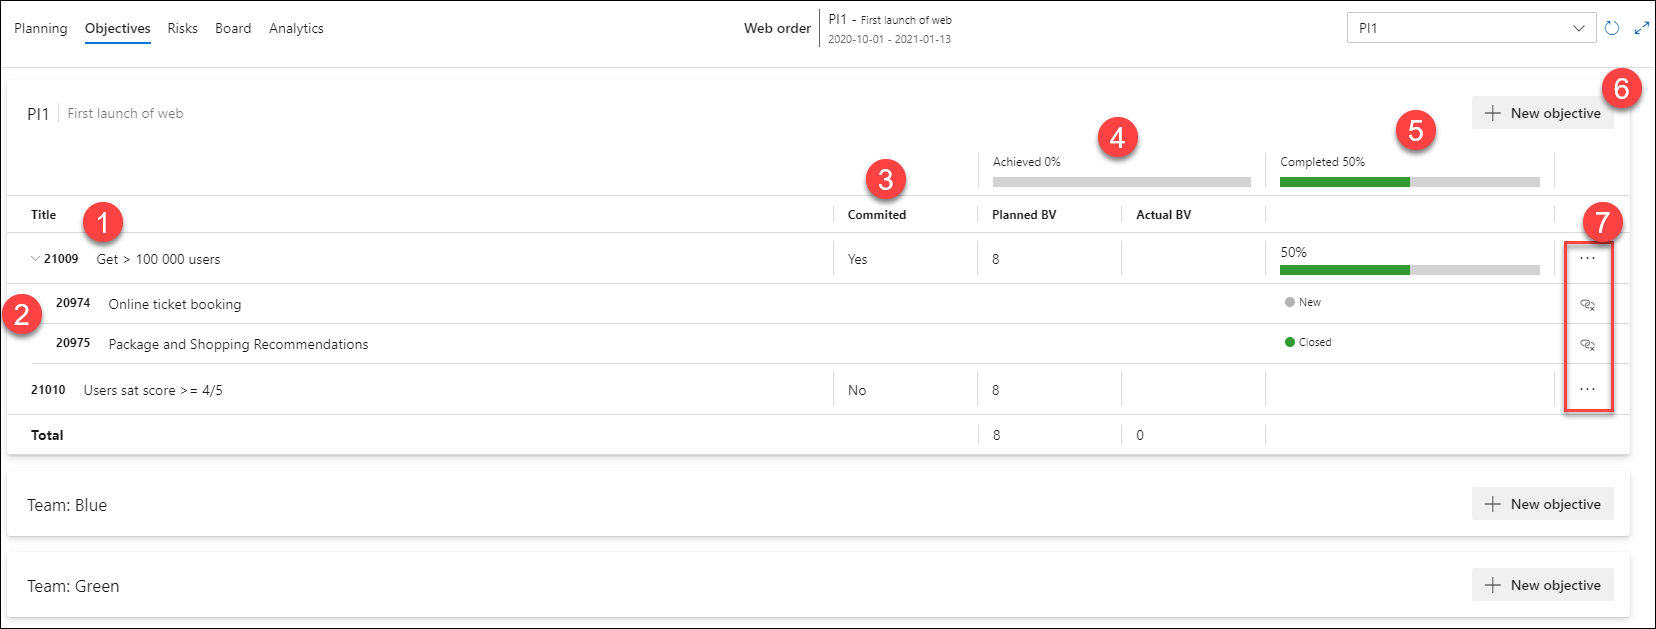 Planning Objectives Risks Board Analytics
Web order
PI1 - First launch of web
2020-10-01 - 2021-01-13
PI1
6
PI1 First launch of web
New objective
4
5
Achieved 0%
Completed 50%
3
Title
1
Commited
Planned BV
Actual BV
7
21009 Get > 100 000 users Yes 8 50% ...
2
20974 Online ticket booking New
20975 Package and Shopping Recommendations Closed
21010 Users sat score >= 4/5 No 8 ...
Total 8 0
Team: Blue New objective
Team: Green New objective